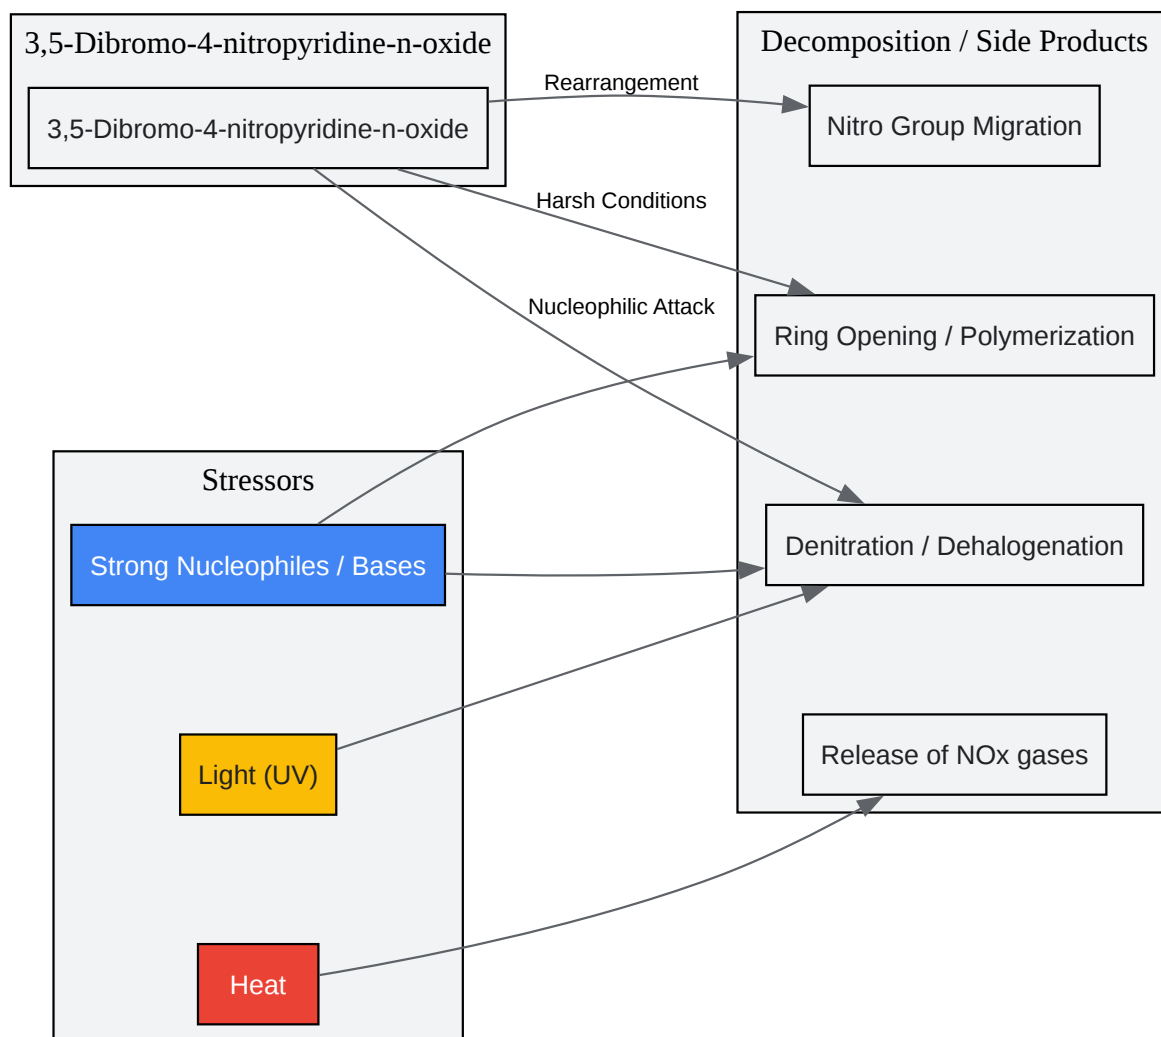 3,5-Dibromo-4-nitropyridine-n-oxide
3,5-Dibromo-4-nitropyridine-n-oxide
Rearrangement
Harsh Conditions
Nucleophilic Attack
Decomposition / Side Products
Nitro Group Migration
Ring Opening / Polymerization
Denitration / Dehalogenation
Release of NOx gases
Stressors
Strong Nucleophiles / Bases
Light (UV)
Heat